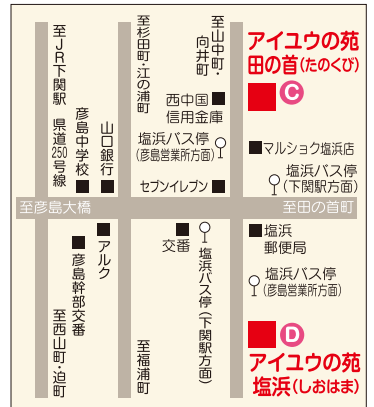 至JR下関駅 県道250号線
彦島中学校
山口銀行
至杉田町・江の浦町
至山中町・
向井町
西中国
信用金庫
塩浜バス停
(彦島営業所方面)
セブンイレブン
アイユウの苑
田の首(たのくび)
C
マルショク塩浜店
塩浜バス停
(下関駅方面)
至彦島大橋
至田の首町
至西山町・迫町
彦島幹部交番
アルク
至福浦町
交番
塩浜バス停(下関駅方面)
塩浜
郵便局
塩浜バス停
(彦島営業所方面)
D
アイユウの苑
塩浜(しおはま)